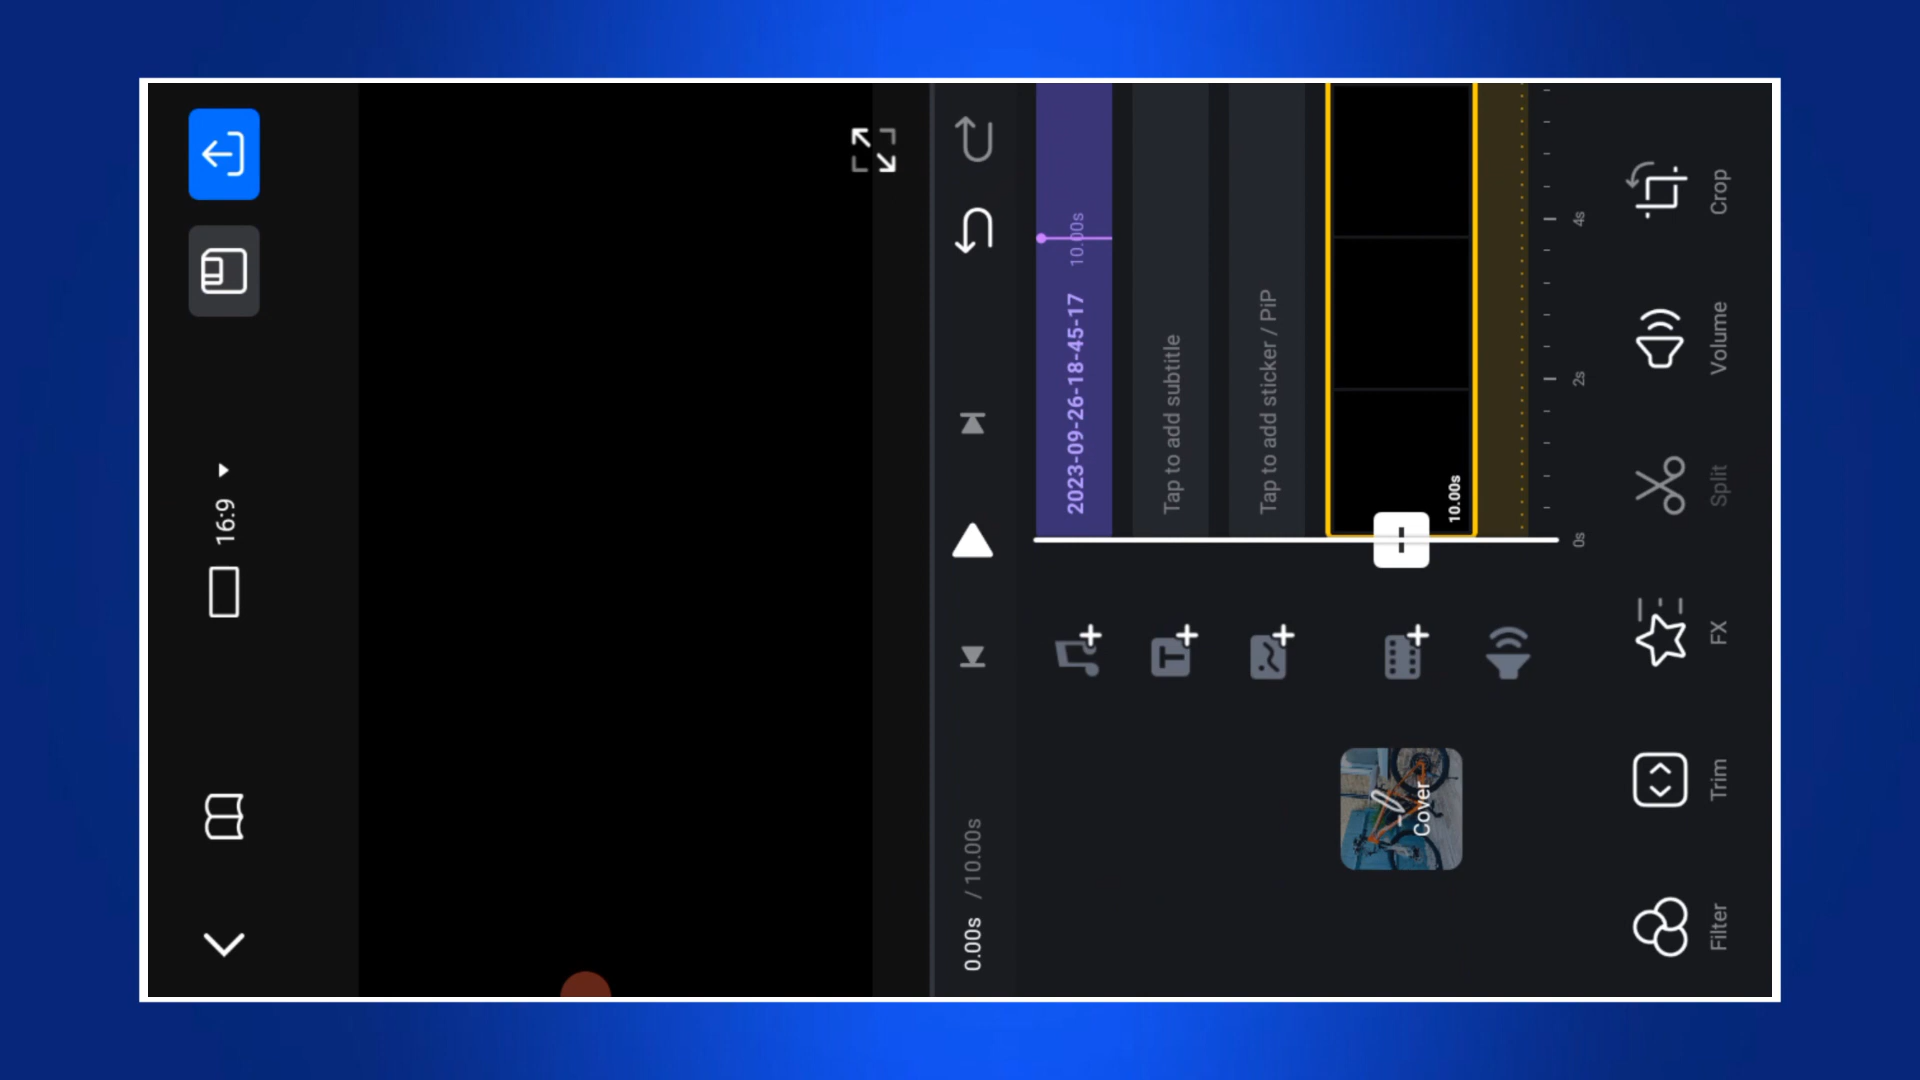 16:9
0.00s / 10.00s
2023-09-26-18-45-17 10.00s
Tap to add subtitle
Tap to add sticker / PiP
Cover
10.00s
0s 2s 4s
Filter Trim FX Split Volume Crop